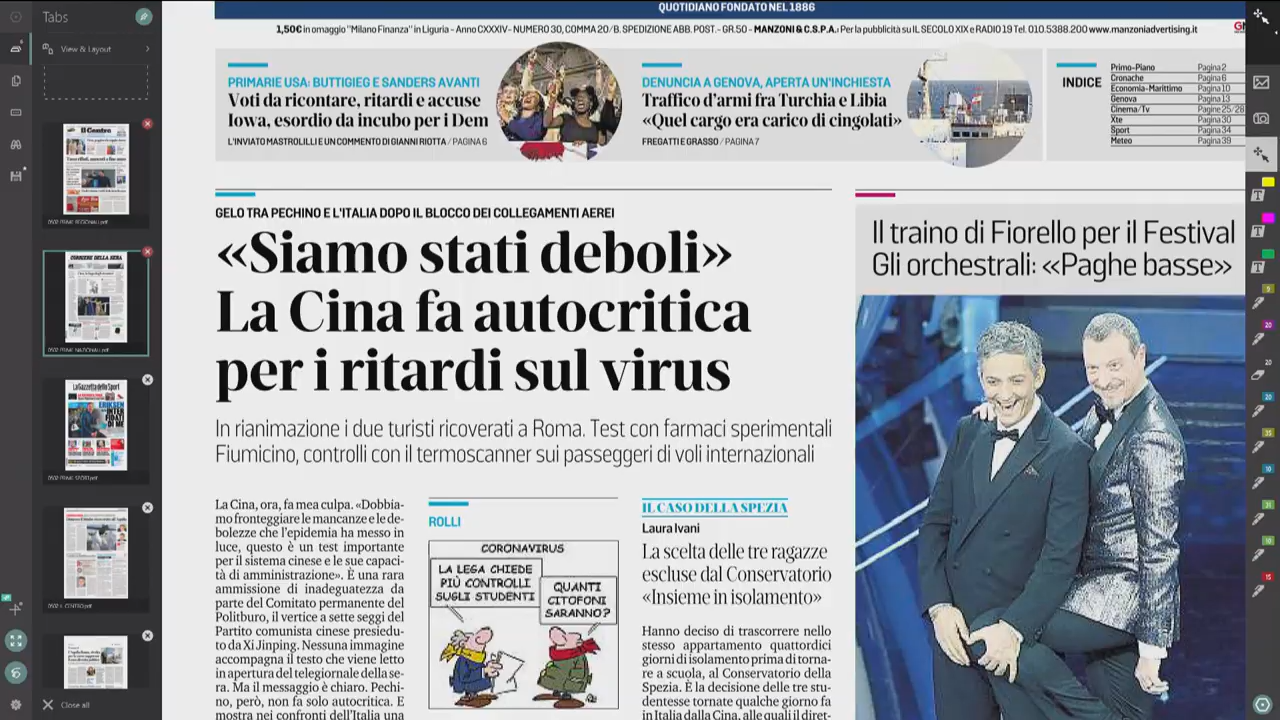 Tabs
View & Layout
Close all
QUOTIDIANO FONDATO NEL 1886
1,50€ in omaggio "Milano Finanza" in Liguria - Anno CXXXIV - NUMERO 30, COMMA 20/B. SPEDIZIONE ABB. POST. - GR.50 - MANZONI & C.S.P.A.: Per la pubblicità su IL SECOLO XIX e RADIO 19 Tel. 010.5388.200 www.manzoniadvertising.it
PRIMARIE USA: BUTTIGIEG E SANDERS AVANTI
Voti da ricontare, ritardi e accuse
Iowa, esordio da incubo per i Dem
L'INVIATO MASTROLILLI E UN COMMENTO DI GIANNI RIOTTA / PAGINA 6
DENUNCIA A GENOVA, APERTA UN'INCHIESTA
Traffico d'armi fra Turchia e Libia
«Quel cargo era carico di cingolati»
FREGATTI E GRASSO / PAGINA 7
INDICE
Primo-Piano Pagina 2
Cronache Pagina 6
Economia-Marittimo Pagina 10
Genova Pagina 13
Cinema/Tv Pagine 25/28
Xte Pagina 30
Sport Pagina 34
Meteo Pagina 39
GELO TRA PECHINO E L'ITALIA DOPO IL BLOCCO DEI COLLEGAMENTI AEREI
«Siamo stati deboli»
La Cina fa autocritica
per i ritardi sul virus
In rianimazione i due turisti ricoverati a Roma. Test con farmaci sperimentali
Fiumicino, controlli con il termoscanner sui passeggeri di voli internazionali
La Cina, ora, fa mea culpa. «Dobbia-
mo fronteggiare le mancanze e le de-
bolezze che l'epidemia ha messo in
luce, questo è un test importante
per il sistema cinese e le sue capaci-
tà di amministrazione». È una rara
ammissione di inadeguatezza da
parte del Comitato permanente del
Politburo, il vertice a sette seggi del
Partito comunista cinese presiedu-
to da Xi Jinping. Nessuna immagine
accompagna il testo che viene letto
in apertura del telegiornale della se-
ra. Ma il messaggio è chiaro. Pechi-
no, però, non fa solo autocritica. E
mostra nei confronti dell'Italia una
ROLLI
CORONAVIRUS
LA LEGA CHIEDE
PIÙ CONTROLLI
SUGLI STUDENTI
QUANTI
CITOFONI
SARANNO?
IL CASO DELLA SPEZIA
Laura Ivani
La scelta delle tre ragazze
escluse dal Conservatorio
«Insieme in isolamento»
Hanno deciso di trascorrere nello
stesso appartamento quattordici
giorni di isolamento prima di torna-
re a scuola, al Conservatorio della
Spezia. È la decisione delle tre stu-
dentesse tornate qualche giorno fa
in Italia dalla Cina, alle quali il diret-
Il traino di Fiorello per il Festival
Gli orchestrali: «Paghe basse»